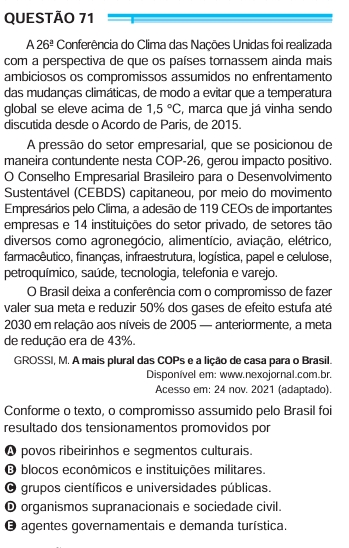 QUESTÃO 71
A 26ª Conferência do Clima das Nações Unidas foi realizada
com a perspectiva de que os países tornassem ainda mais
ambiciosos os compromissos assumidos no enfrentamento
das mudanças climáticas, de modo a evitar que a temperatura
global se eleve acima de 1,5 ºC, marca que já vinha sendo
discutida desde o Acordo de Paris, de 2015.
A pressão do setor empresarial, que se posicionou de
maneira contundente nesta COP-26, gerou impacto positivo.
O Conselho Empresarial Brasileiro para o Desenvolvimento
Sustentável (CEBDS) capitaneou, por meio do movimento
Empresários pelo Clima, a adesão de 119 CEOs de importantes
empresas e 14 instituições do setor privado, de setores tão
diversos como agronegócio, alimentício, aviação, elétrico,
farmacêutico, finanças, infraestrutura, logística, papel e celulose,
petroquímico, saúde, tecnologia, telefonia e varejo.
O Brasil deixa a conferência com o compromisso de fazer
valer sua meta e reduzir 50% dos gases de efeito estufa até
2030 em relação aos níveis de 2005 — anteriormente, a meta
de redução era de 43%.
GROSSI, M. A mais plural das COPs e a lição de casa para o Brasil.
Disponível em: www.nexojornal.com.br.
Acesso em: 24 nov. 2021 (adaptado).
Conforme o texto, o compromisso assumido pelo Brasil foi
resultado dos tensionamentos promovidos por
A povos ribeirinhos e segmentos culturais.
B blocos econômicos e instituições militares.
C grupos científicos e universidades públicas.
D organismos supranacionais e sociedade civil.
E agentes governamentais e demanda turística.